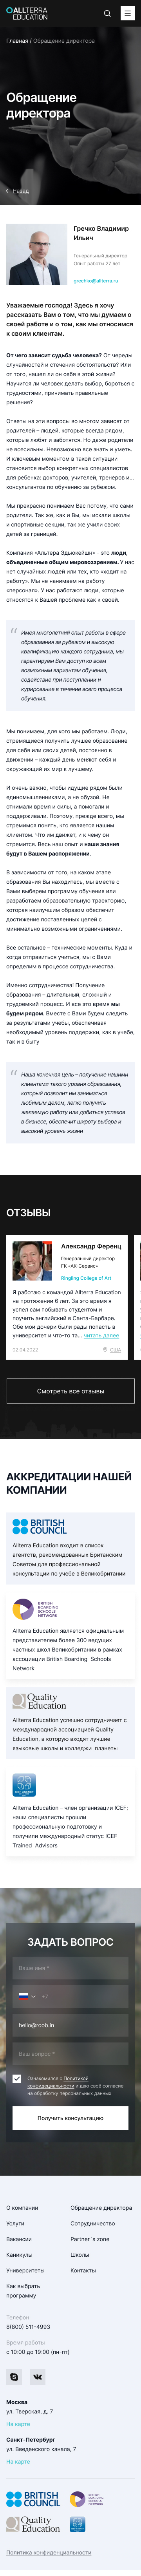 ALLTERRA
EDUCATION
Главная / Обращение директора
Обращение
директора
Назад
Гречко Владимир
Ильич
Генеральный директор
Опыт работы 27 лет
grechko@allterra.ru
Уважаемые господа! Здесь я хочу
рассказать Вам о том, что мы думаем о
своей работе и о том, как мы относимся
к своим клиентам.
От чего зависит судьба человека? От череды
случайностей и стечения обстоятельств? Или
от того, нашел ли он себя в этой жизни?
Научится ли человек делать выбор, бороться с
трудностями, принимать правильные
решения?
Ответы на эти вопросы во многом зависят от
родителей – людей, которые всегда рядом,
которые любят и заботятся. Но даже родители
не всесильны. Невозможно все знать и уметь.
И ключевым моментом в такой ситуации
становится выбор конкретных специалистов
для ребенка: докторов, учителей, тренеров и…
консультантов по обучению за рубежом.
Мы прекрасно понимаем Вас потому, что сами
родители. Так же, как и Вы, мы искали школы
и спортивные секции, так же учили своих
детей за границей.
Компания «Альтера Эдьюкейшн» - это люди,
объединенные общим мировоззрением. У нас
нет «случайных» людей или тех, кто «ходит на
работу». Мы не нанимаем на работу
«персонал». У нас работают люди, которые
относятся к Вашей проблеме как к своей.
Имея многолетний опыт работы в сфере
образования за рубежом и высокую
квалификацию каждого сотрудника, мы
гарантируем Вам доступ ко всем
возможным вариантам обучения,
содействие при поступлении и
курирование в течение всего процесса
обучения.
Мы понимаем, для кого мы работаем. Люди,
получить образование для себя или
обучить для своих детей, постоянно в
движении – каждый день меняют себя и
окружающий их мир к лучшему.
И очень важно, чтобы идущие рядом были
единомышленниками, а не обузой. Не
отнимали время и силы, а помогали и
поддерживали. Поэтому, прежде всего, мы
стремимся понять, кто является нашим
клиентом. Что им движет, и к чему он
стремится. Весь наш опыт и наши знания
будут в Вашем распоряжении.
В зависимости от того, на каком этапе
образования Вы находитесь, мы вместе с
Вами выберем программу обучения или
разработаем образовательную траекторию,
которая наилучшим образом обеспечит
достижение поставленных целей с
минимально возможными ограничениями.
Все остальное – технические моменты. Куда и
когда отправиться учиться, мы с Вами
определим в процессе сотрудничества.
Именно сотрудничества! Получение
образования – длительный, сложный и
трудоемкий процесс. И все это время мы
будем рядом. Вместе с Вами будем следить
за результатами учебы, обеспечивая
необходимый уровень поддержки, как в учебе,
так и в быту
Наша конечная цель – получение нашими
клиентами такого уровня образования,
который позволит им заниматься
любимым делом, легко получить
желаемую работу или добиться успехов
в бизнесе, обеспечит широту выбора и
высокий уровень жизни
ОТЗЫВЫ
Александр Ференц
Генеральный директор
ГК «АК-Сервис»
Ringling College of Art
Я работаю с командой Allterra Education
на протяжении 6 лет. За это время я
успел сам побывать студентом и
поучить английский в Санта-Барбаре.
Обе мои дочери были рады попасть в
университет и что-то та... читать далее
02.04.2022
США
Смотреть все отзывы
АККРЕДИТАЦИИ НАШЕЙ
КОМПАНИИ
BRITISH
COUNCIL
Allterra Education входит в список
агентств, рекомендованных Британским
Советом для профессиональной
консультации по учебе в Великобритании
BRITISH
BOARDING
SCHOOLS
NETWORK
Allterra Education является официальным
представителем более 300 ведущих
частных школ Великобритании в рамках
ассоциации British Boarding Schools
Network
Quality
Education
Allterra Education успешно сотрудничает с
международной ассоциацией Quality
Education, в которую входят лучшие
языковые школы и колледжи планеты
Allterra Education – член организации ICEF;
наши специалисты прошли
профессиональную подготовку и
получили международный статус ICEF
Trained Advisors
ЗАДАТЬ ВОПРОС
Ваше имя *
+7
hello@roob.in
Ваш вопрос *
Ознакомился с Политикой
конфиденциальности и даю своё согласие
на обработку персональных данных
Получить консультацию
О компании
Обращение директора
Услуги
Сотрудничество
Вакансии
Partner`s zone
Каникулы
Школы
Университеты
Контакты
Как выбрать
программу
Телефон
8(800) 511-4993
Время работы
с 10:00 до 19:00 (пн-пт)
Москва
ул. Тверская, д. 7
На карте
Санкт-Петербург
ул. Введенского канала, 7
На карте
BRITISH
COUNCIL
BRITISH
BOARDING
SCHOOLS
NETWORK
Quality
Education
Политика конфиденциальности